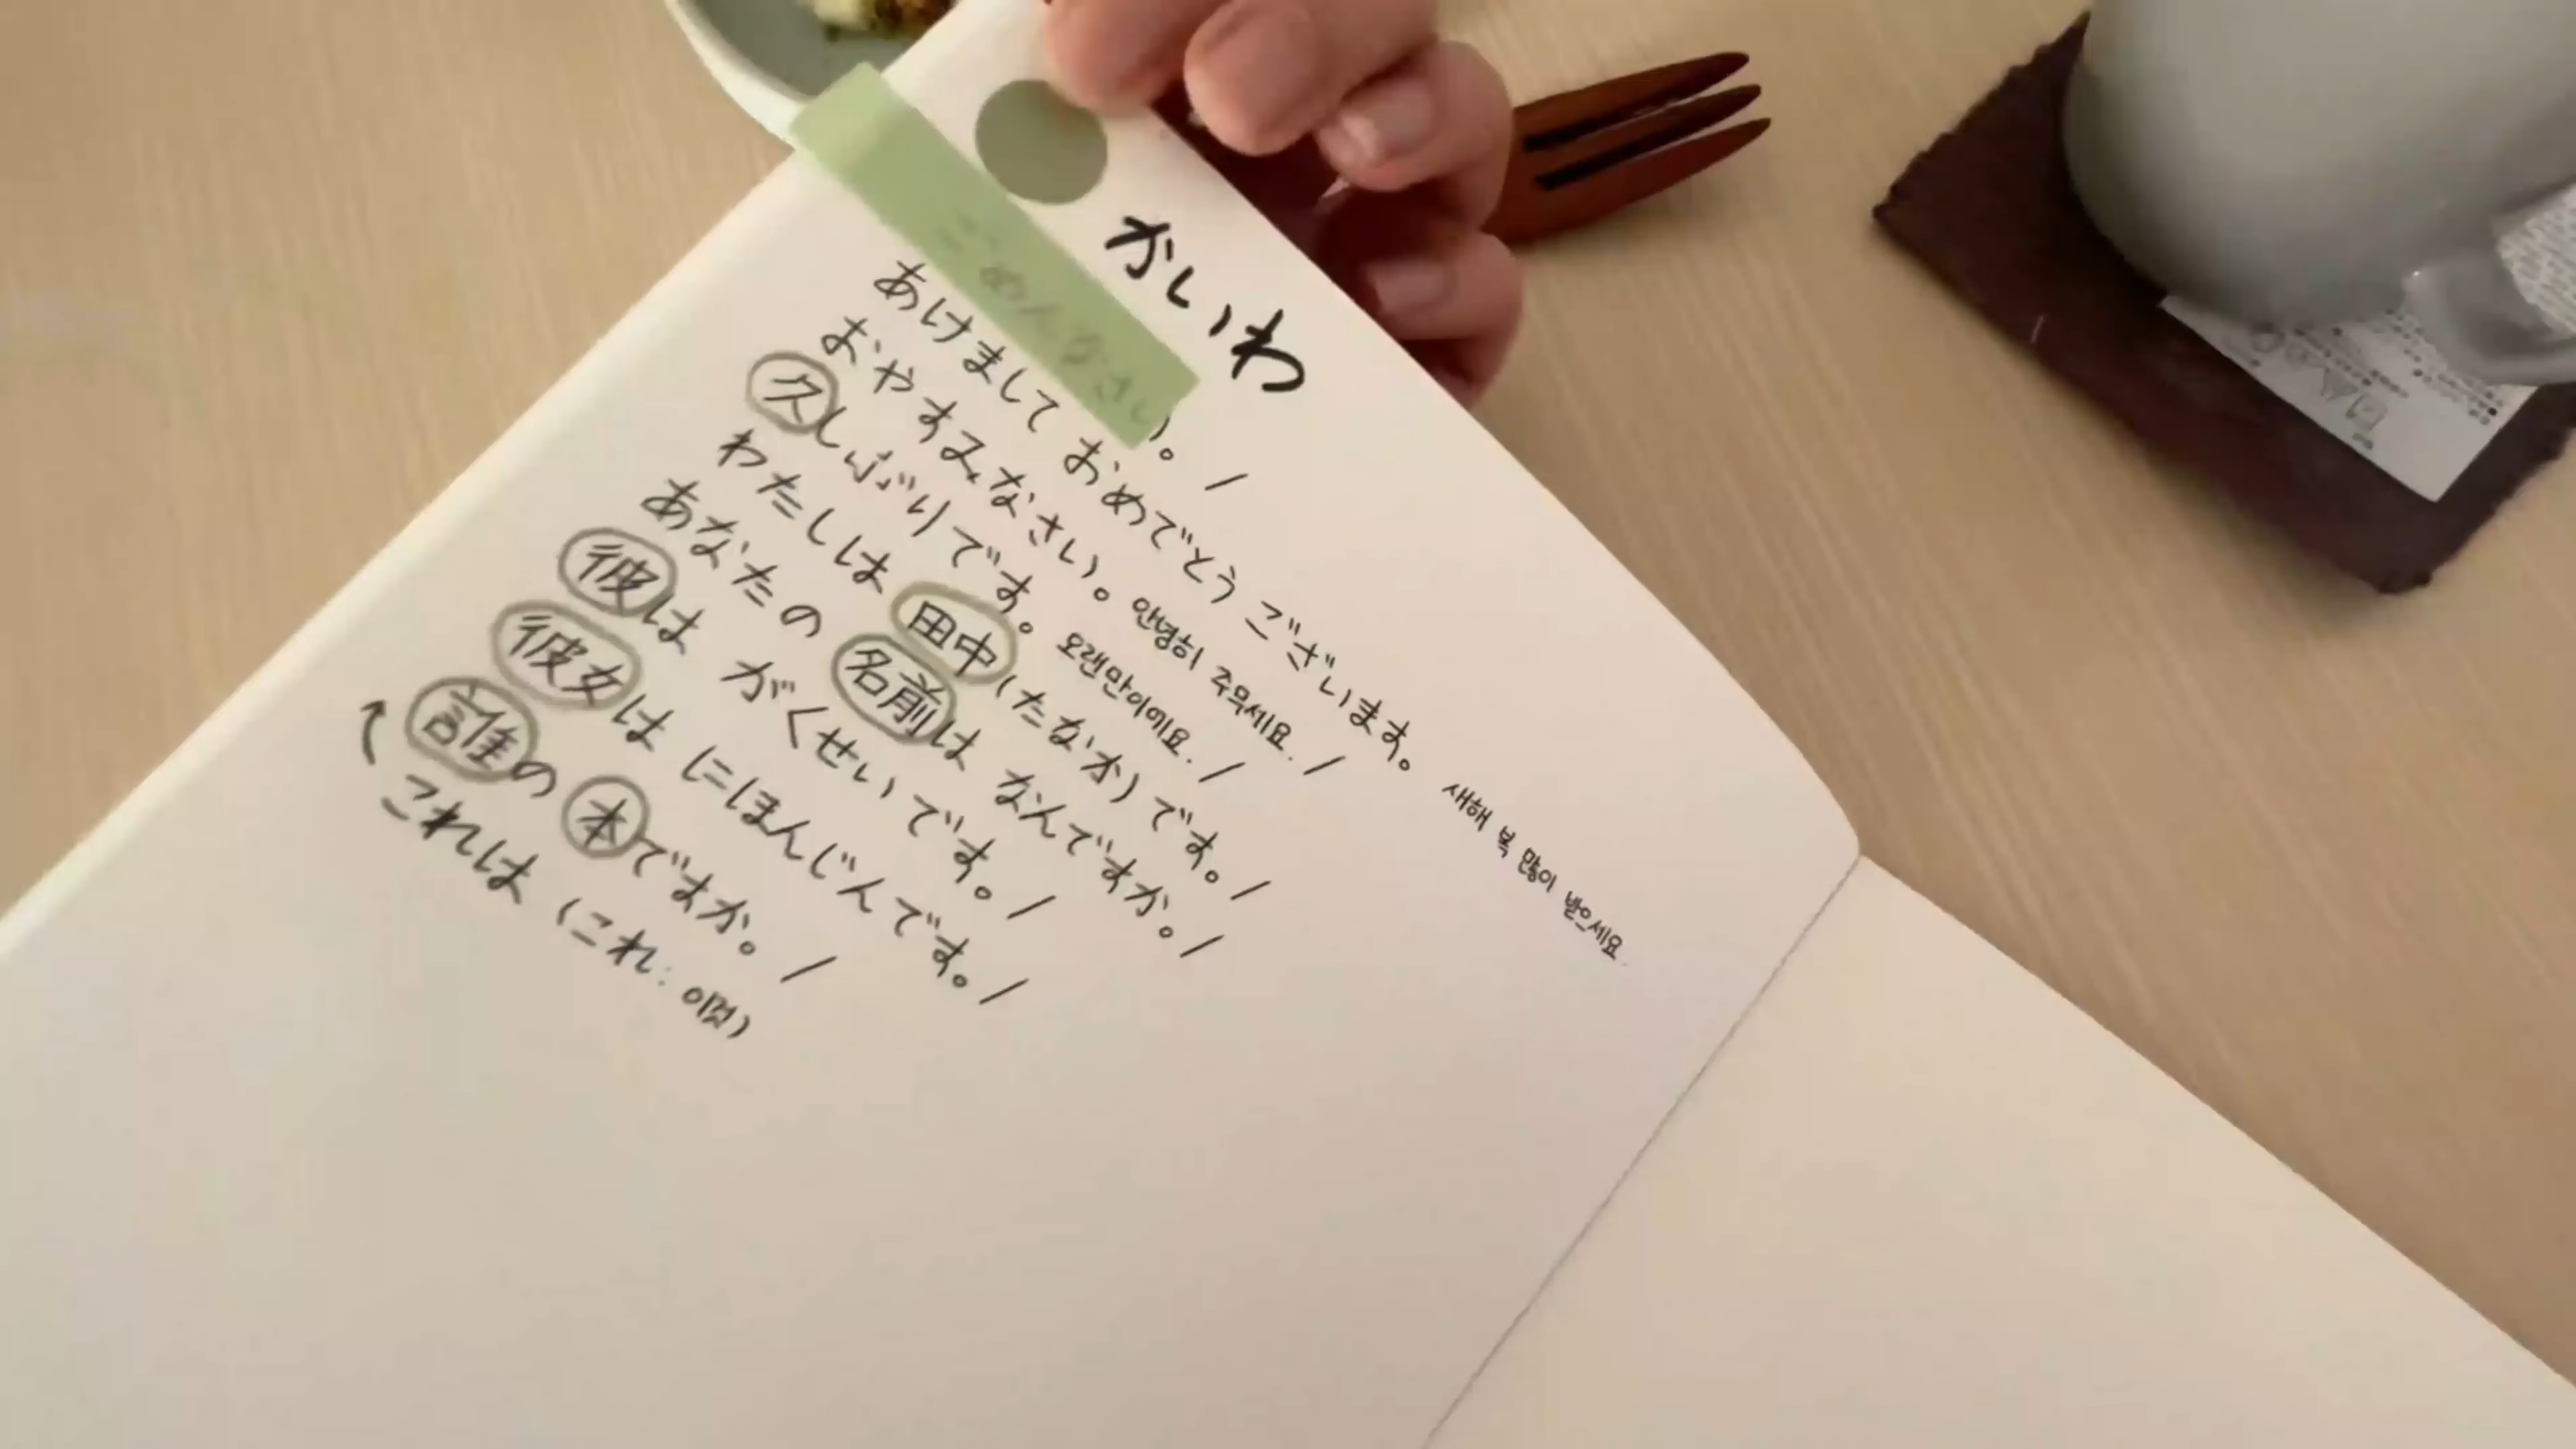 かいわ
ごめんなさい。/
あけまして おめでとう ございます。 새해 복 많이 받으세요.
おやすみなさい。 안녕히 주무세요. /
久しぶりです。 오랜만이에요. /
わたしは 田中(たなか)です。/
あなたの 名前は なんですか。/
彼は がくせいです。/
彼女は にほんじんです。/
誰の 本ですか。/
これは (これ: 이것)